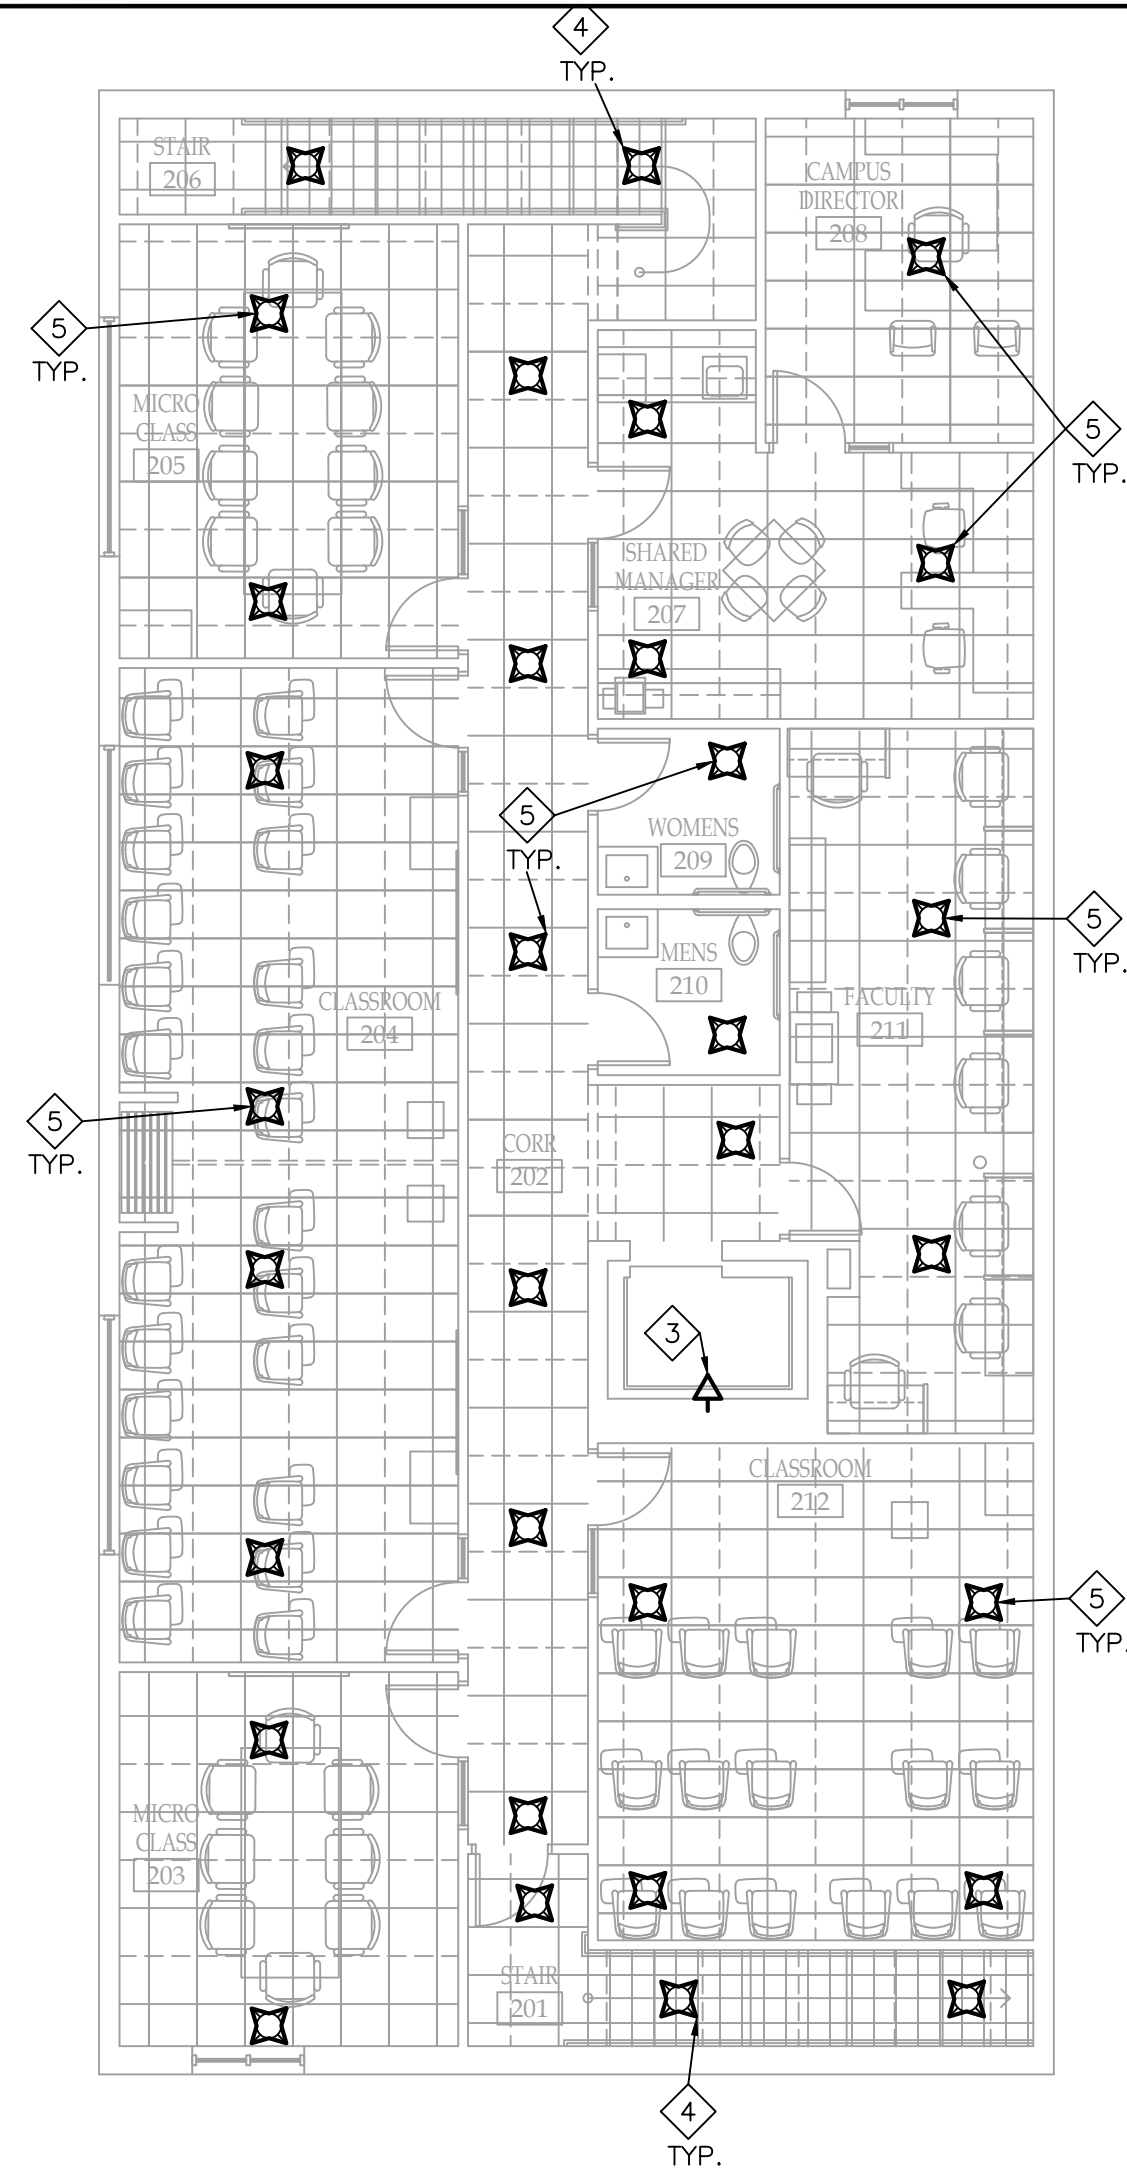 4
TYP.
STAIR
206
CAMPUS
DIRECTOR
208
5
TYP.
MICRO
CLASS
205
5
TYP.
SHARED
MANAGER
207
5
TYP.
WOMENS
209
5
TYP.
MENS
210
FACULTY
211
CLASSROOM
204
5
TYP.
CORR
202
3
CLASSROOM
212
5
TYP.
MICRO
CLASS
203
STAIR
201
4
TYP.